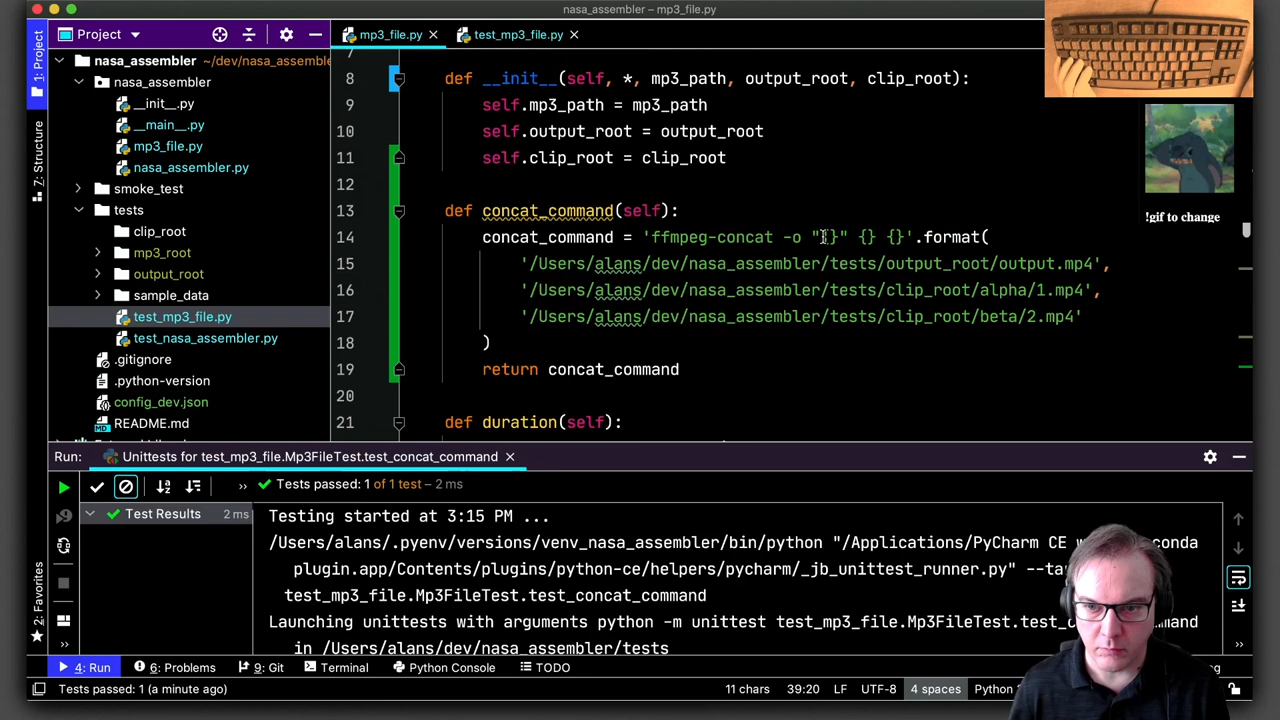 nasa_assembler – mp3_file.py
Project
mp3_file.py
test_mp3_file.py
1: Project
7: Structure
2: Favorites
nasa_assembler ~/dev/nasa_assemble
nasa_assembler
__init__.py
__main__.py
mp3_file.py
nasa_assembler.py
smoke_test
tests
clip_root
mp3_root
output_root
sample_data
test_mp3_file.py
test_nasa_assembler.py
.gitignore
.python-version
config_dev.json
README.md
7
8 def __init__(self, *, mp3_path, output_root, clip_root):
9 self.mp3_path = mp3_path
10 self.output_root = output_root
11 self.clip_root = clip_root
12
13 def concat_command(self):
14 concat_command = 'ffmpeg-concat -o "{}" {} {}'.format(
15 '/Users/alans/dev/nasa_assembler/tests/output_root/output.mp4',
16 '/Users/alans/dev/nasa_assembler/tests/clip_root/alpha/1.mp4',
17 '/Users/alans/dev/nasa_assembler/tests/clip_root/beta/2.mp4'
18 )
19 return concat_command
20
21 def duration(self):
!gif to change
Run: Unittests for test_mp3_file.Mp3FileTest.test_concat_command
Tests passed: 1 of 1 test – 2 ms
Test Results 2 ms
Testing started at 3:15 PM ...
/Users/alans/.pyenv/versions/venv_nasa_assembler/bin/python "/Applications/PyCharm CE w onda
plugin.app/Contents/plugins/python-ce/helpers/pycharm/_jb_unittest_runner.py" --ta
test_mp3_file.Mp3FileTest.test_concat_command
Launching unittests with arguments python -m unittest test_mp3_file.Mp3FileTest.test_c mmand
in /Users/alans/dev/nasa_assembler/tests
4: Run 6: Problems 9: Git Terminal Python Console TODO
Tests passed: 1 (a minute ago) 11 chars 39:20 LF UTF-8 4 spaces Python